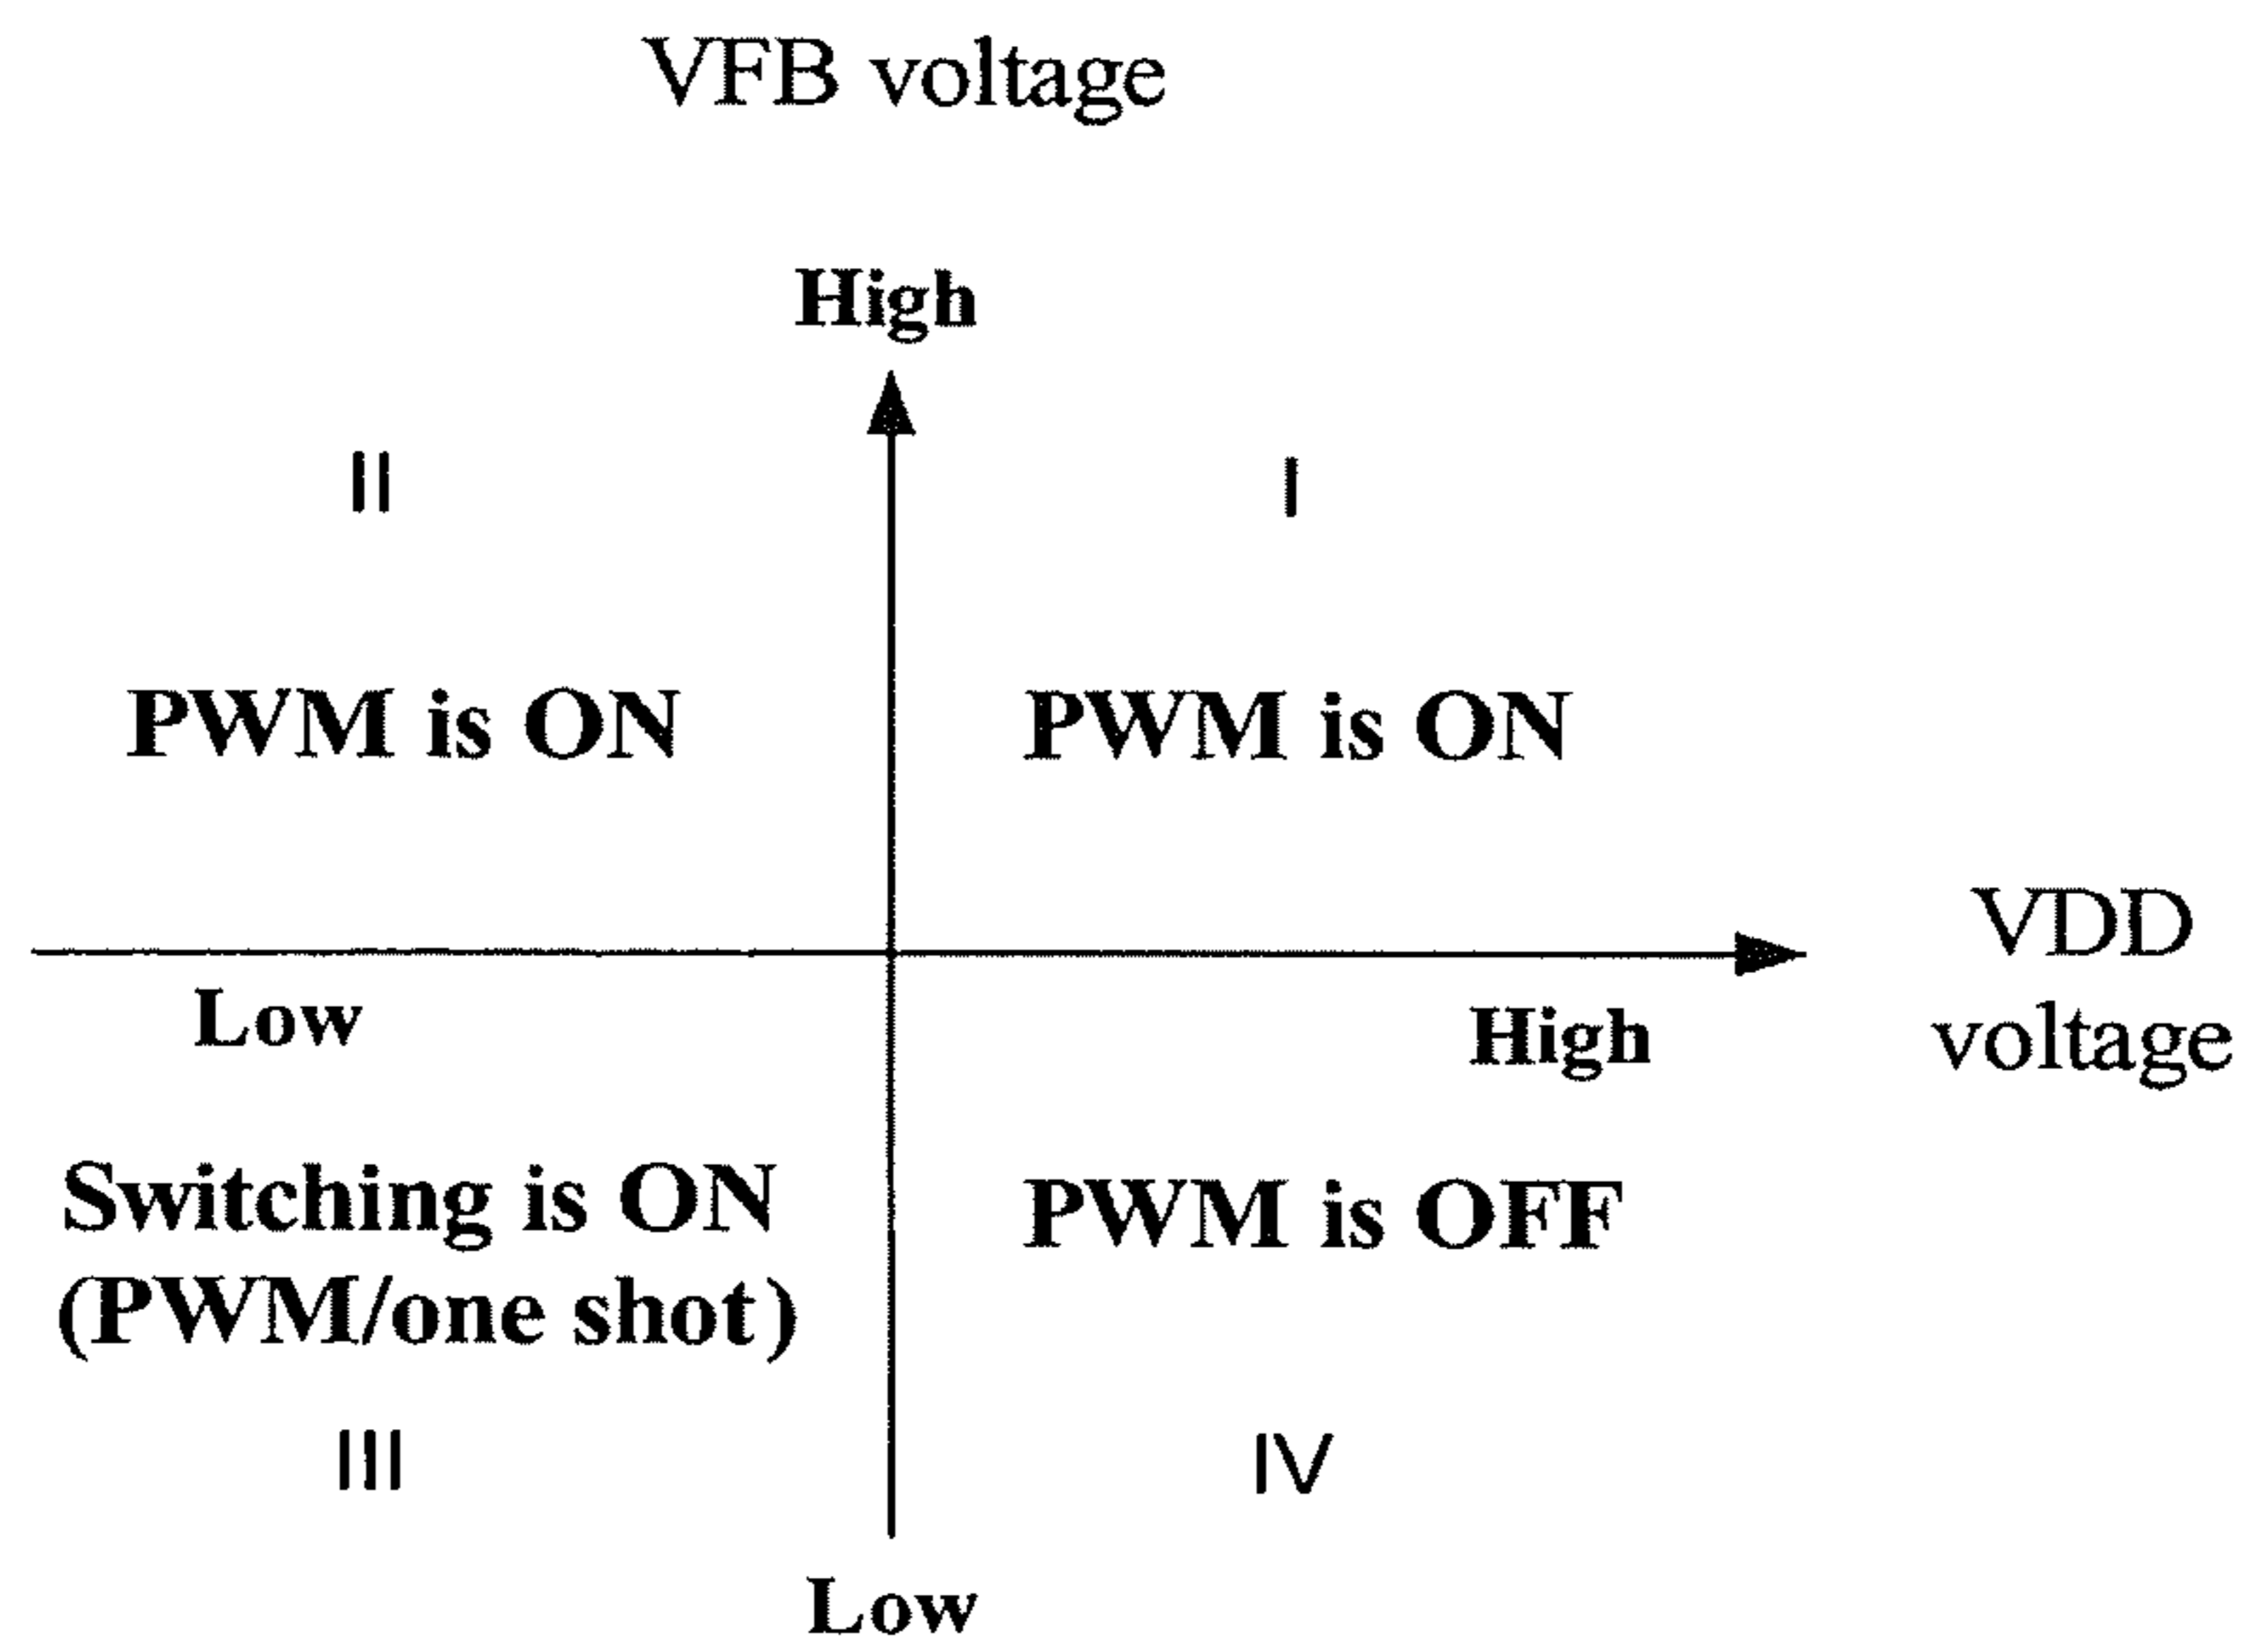 VFB voltage
High
II
I
PWM is ON
PWM is ON
VDD
voltage
Low
High
Switching is ON
(PWM/one shot)
PWM is OFF
III
IV
Low